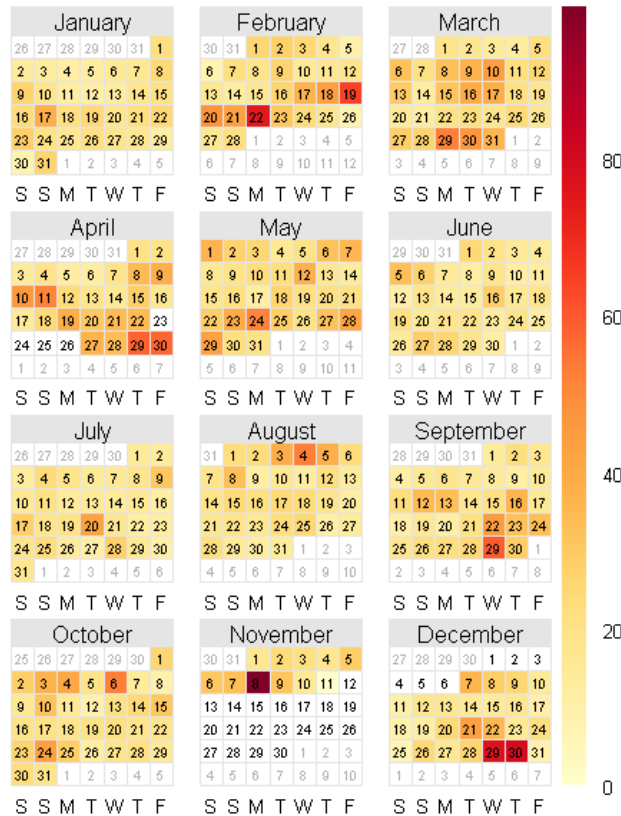 January
26 27 28 29 30 31 1
2 3 4 5 6 7 8
9 10 11 12 13 14 15
16 17 18 19 20 21 22
23 24 25 26 27 28 29
30 31 1 2 3 4 5
S S M T W T F
February
30 31 1 2 3 4 5
6 7 8 9 10 11 12
13 14 15 16 17 18 19
20 21 22 23 24 25 26
27 28 1 2 3 4 5
6 7 8 9 10 11 12
S S M T W T F
March
27 28 1 2 3 4 5
6 7 8 9 10 11 12
13 14 15 16 17 18 19
20 21 22 23 24 25 26
27 28 29 30 31 1 2
3 4 5 6 7 8 9
S S M T W T F
April
27 28 29 30 31 1 2
3 4 5 6 7 8 9
10 11 12 13 14 15 16
17 18 19 20 21 22 23
24 25 26 27 28 29 30
1 2 3 4 5 6 7
S S M T W T F
May
1 2 3 4 5 6 7
8 9 10 11 12 13 14
15 16 17 18 19 20 21
22 23 24 25 26 27 28
29 30 31 1 2 3 4
5 6 7 8 9 10 11
S S M T W T F
June
29 30 31 1 2 3 4
5 6 7 8 9 10 11
12 13 14 15 16 17 18
19 20 21 22 23 24 25
26 27 28 29 30 1 2
3 4 5 6 7 8 9
S S M T W T F
July
26 27 28 29 30 1 2
3 4 5 6 7 8 9
10 11 12 13 14 15 16
17 18 19 20 21 22 23
24 25 26 27 28 29 30
31 1 2 3 4 5 6
S S M T W T F
August
31 1 2 3 4 5 6
7 8 9 10 11 12 13
14 15 16 17 18 19 20
21 22 23 24 25 26 27
28 29 30 31 1 2 3
4 5 6 7 8 9 10
S S M T W T F
September
28 29 30 31 1 2 3
4 5 6 7 8 9 10
11 12 13 14 15 16 17
18 19 20 21 22 23 24
25 26 27 28 29 30 1
2 3 4 5 6 7 8
S S M T W T F
October
25 26 27 28 29 30 1
2 3 4 5 6 7 8
9 10 11 12 13 14 15
16 17 18 19 20 21 22
23 24 25 26 27 28 29
30 31 1 2 3 4 5
S S M T W T F
November
30 31 1 2 3 4 5
6 7 8 9 10 11 12
13 14 15 16 17 18 19
20 21 22 23 24 25 26
27 28 29 30 1 2 3
4 5 6 7 8 9 10
S S M T W T F
December
27 28 29 30 1 2 3
4 5 6 7 8 9 10
11 12 13 14 15 16 17
18 19 20 21 22 23 24
25 26 27 28 29 30 31
1 2 3 4 5 6 7
S S M T W T F
80
60
40
20
0